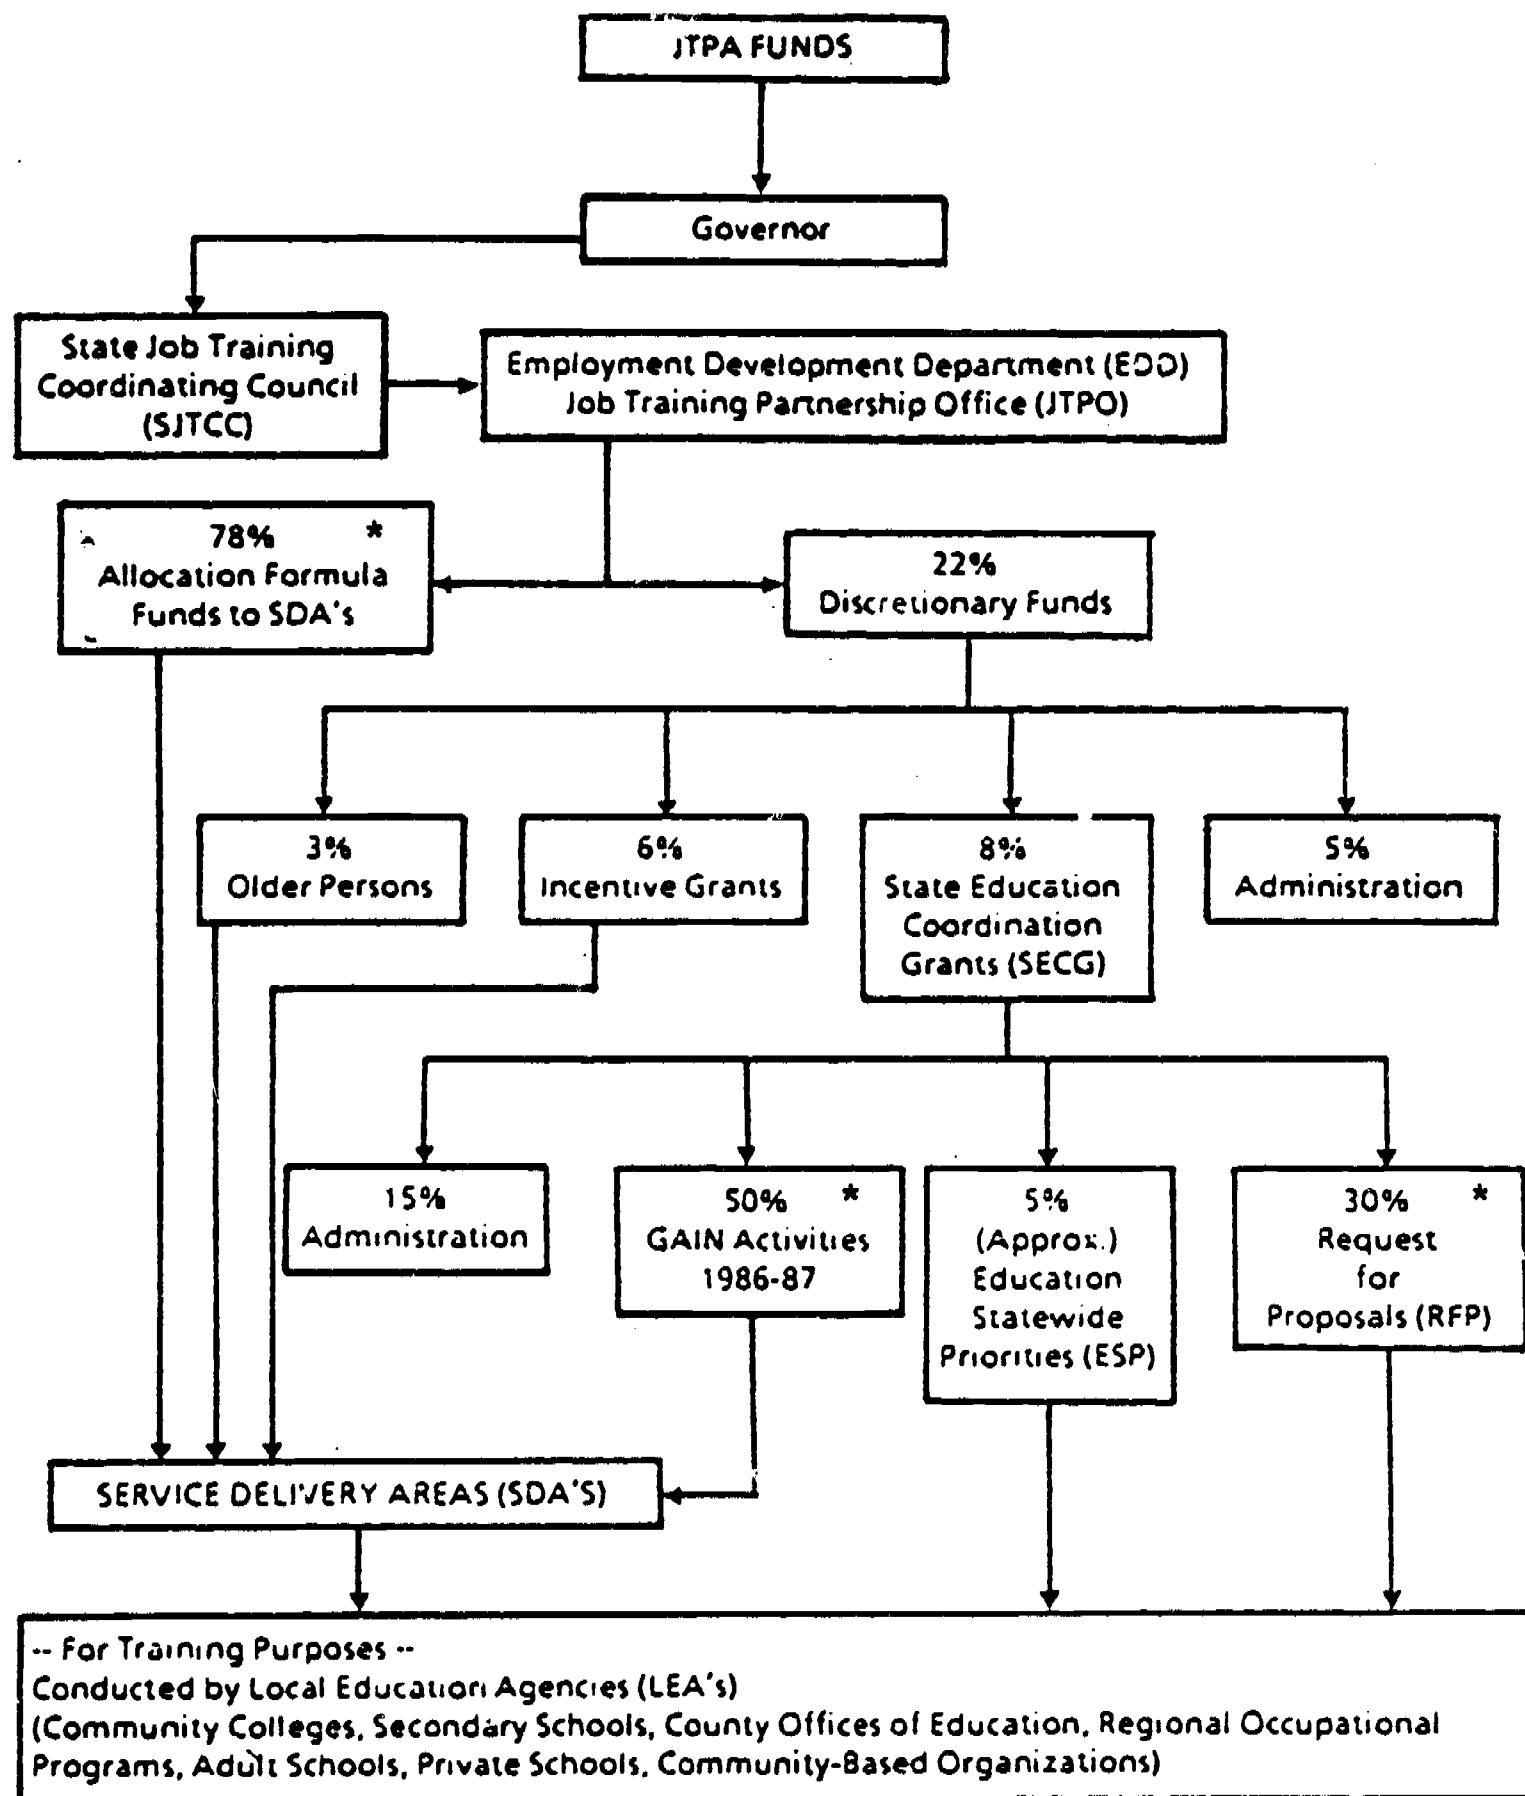 JTPA FUNDS
Governor
State Job Training
Coordinating Council
(SJTCC)
Employment Development Department (EDD)
Job Training Partnership Office (JTPO)
78% *
Allocation Formula
Funds to SDA's
22%
Discretionary Funds
3%
Older Persons
6%
Incentive Grants
8%
State Education
Coordination
Grants (SECG)
5%
Administration
15%
Administration
50% *
GAIN Activities
1986-87
5%
(Approx.)
Education
Statewide
Priorities (ESP)
30% *
Request
for
Proposals (RFP)
SERVICE DELIVERY AREAS (SDA'S)
-- For Training Purposes --
Conducted by Local Education Agencies (LEA's)
(Community Colleges, Secondary Schools, County Offices of Education, Regional Occupational
Programs, Adult Schools, Private Schools, Community-Based Organizations)